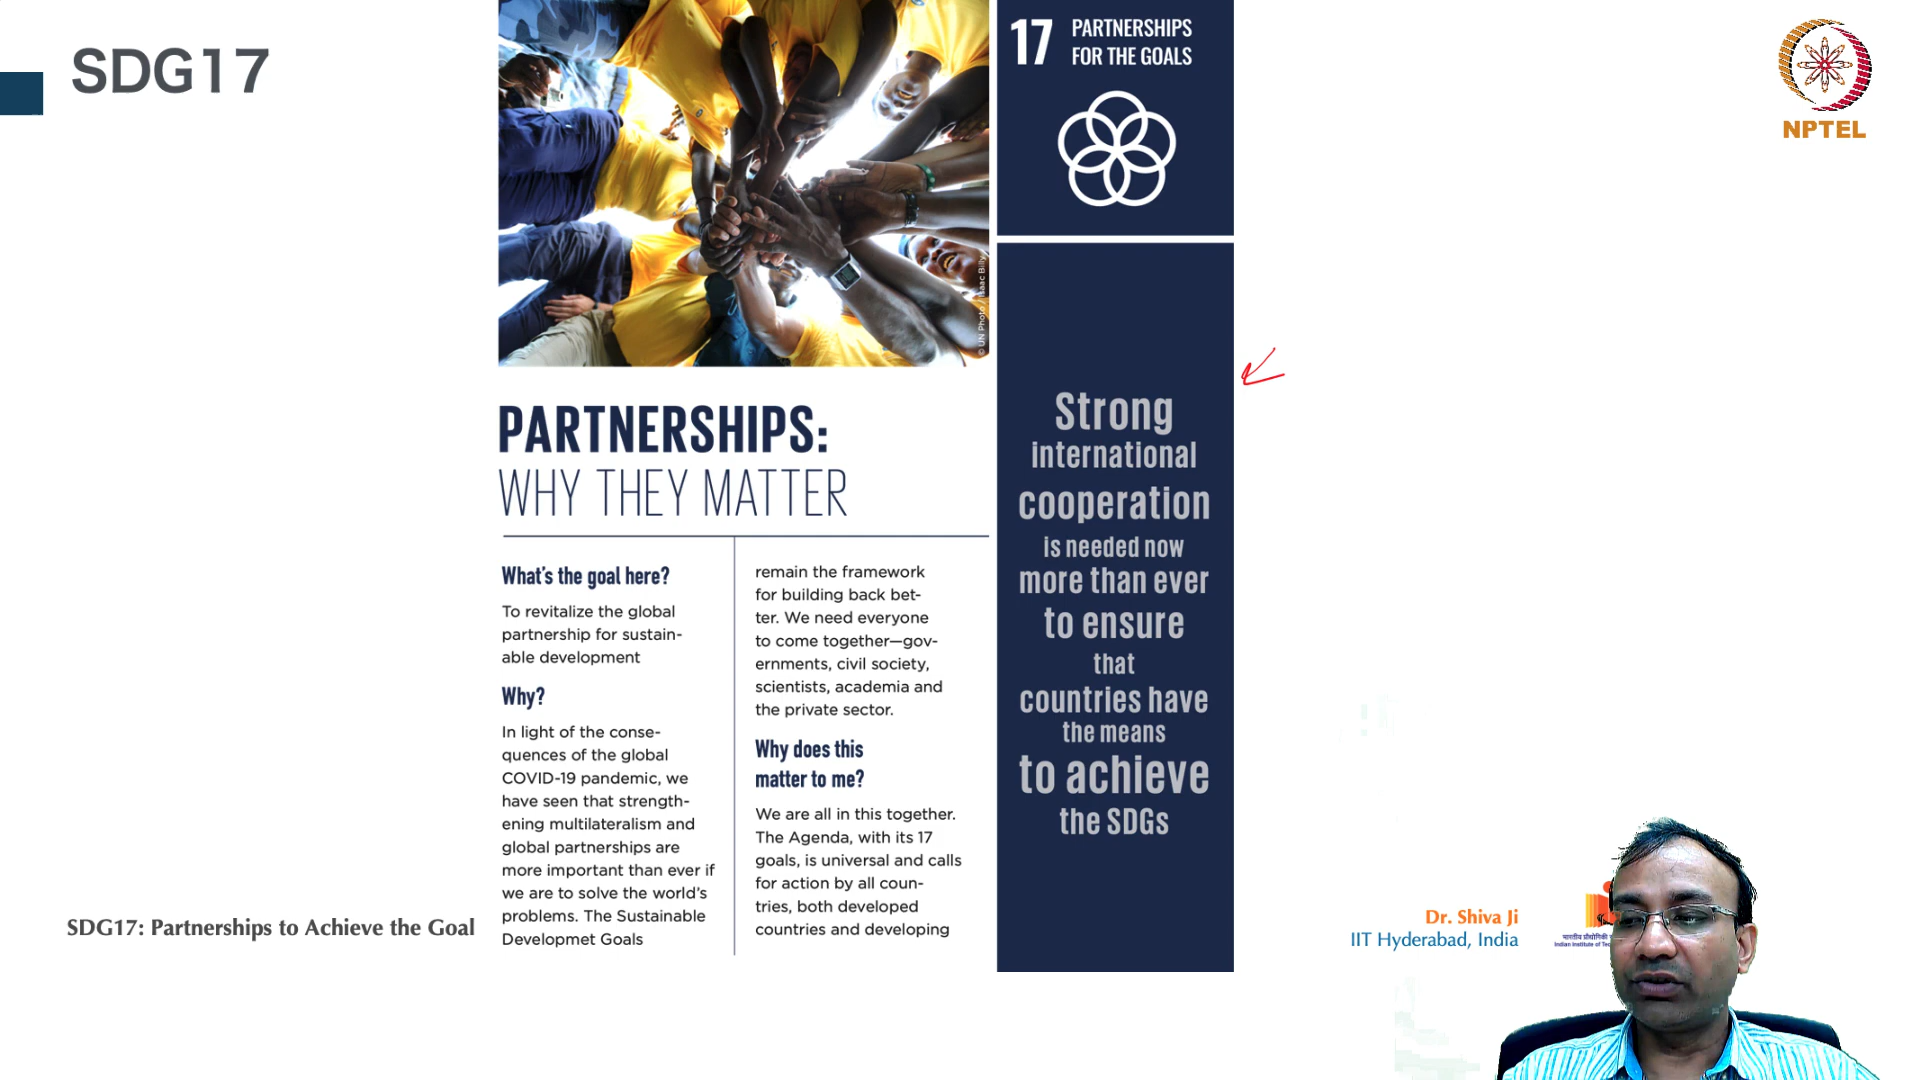 SDG17
17 PARTNERSHIPS
FOR THE GOALS
NPTEL
© UN Photo / Isaac Billy
PARTNERSHIPS:
WHY THEY MATTER
What's the goal here?
To revitalize the global
partnership for sustain-
able development
Why?
In light of the conse-
quences of the global
COVID-19 pandemic, we
have seen that strength-
ening multilateralism and
global partnerships are
more important than ever if
we are to solve the world's
problems. The Sustainable
Developmet Goals
remain the framework
for building back bet-
ter. We need everyone
to come together—gov-
ernments, civil society,
scientists, academia and
the private sector.
Why does this
matter to me?
We are all in this together.
The Agenda, with its 17
goals, is universal and calls
for action by all coun-
tries, both developed
countries and developing
Strong
international
cooperation
is needed now
more than ever
to ensure
that
countries have
the means
to achieve
the SDGs
SDG17: Partnerships to Achieve the Goal
Dr. Shiva Ji
IIT Hyderabad, India
भारतीय प्रौद्योगिकी
Indian Institute of